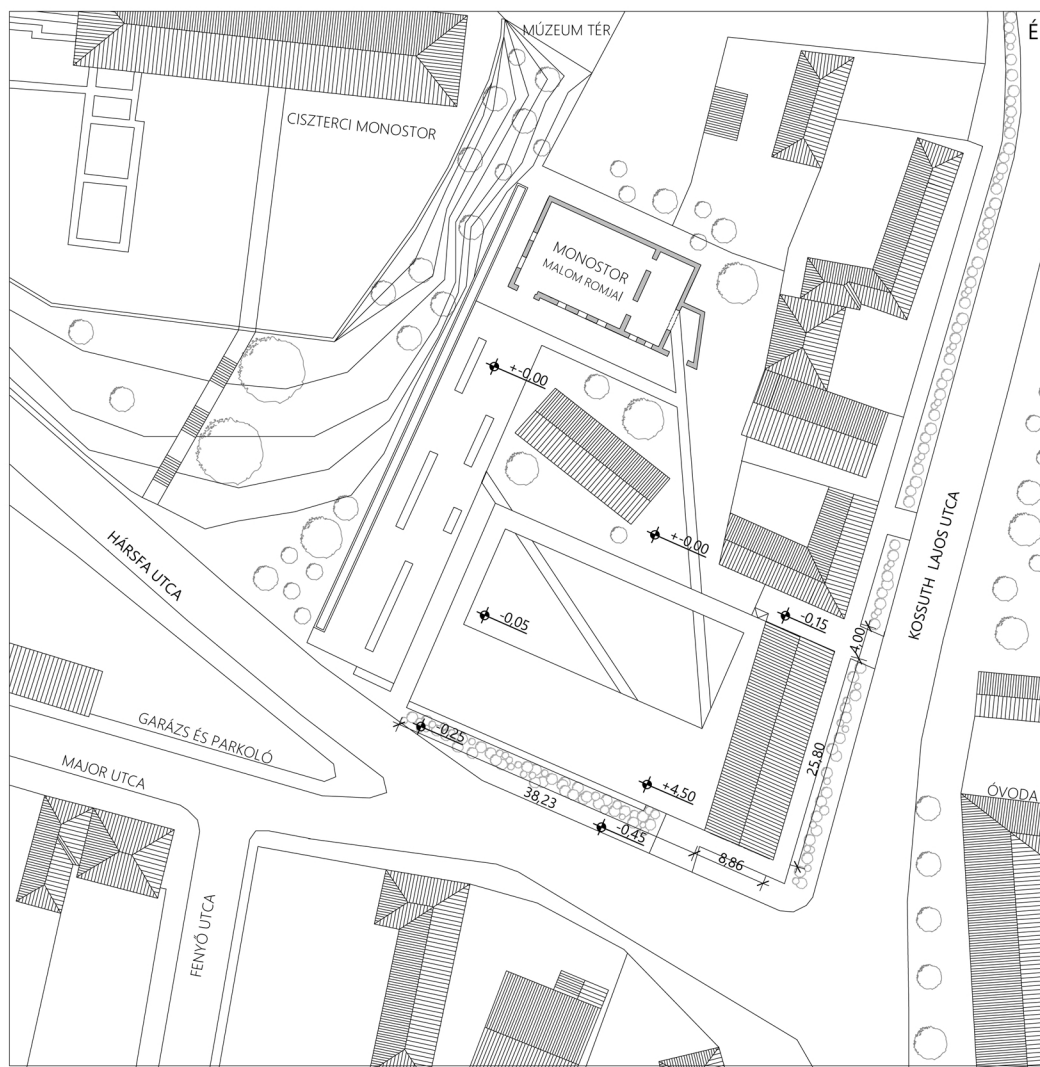 MÚZEUM TÉR
É
CISZTERCI MONOSTOR
MONOSTOR
MALOM ROMJAI
+-0,00
+-0,00
HÁRSFA UTCA
KOSSUTH LAJOS UTCA
-0,05
-0,15
4,00
GARÁZS ÉS PARKOLÓ
-0,25
25,80
MAJOR UTCA
38,23
+4,50
ÓVODA
-0,45
8,86
FENYŐ UTCA